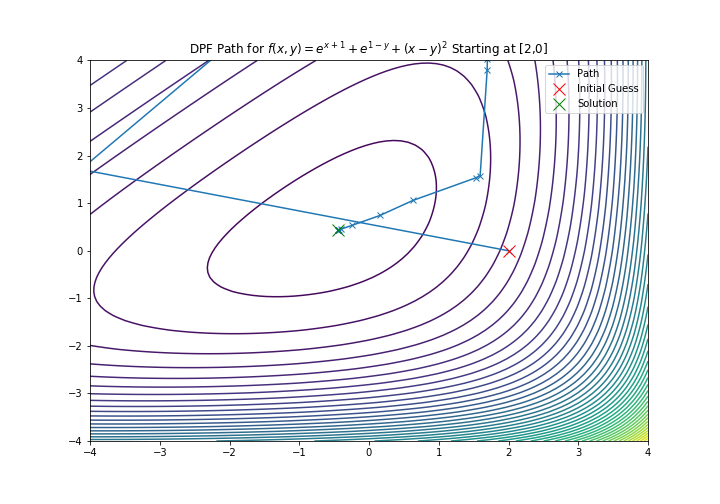 DPF Path for f(x, y) = e^{x+1} + e^{1−y} + (x − y)^2 Starting at [2,0]
Path
Initial Guess
Solution
4
3
2
1
0
−1
−2
−3
−4
−4 −3 −2 −1 0 1 2 3 4